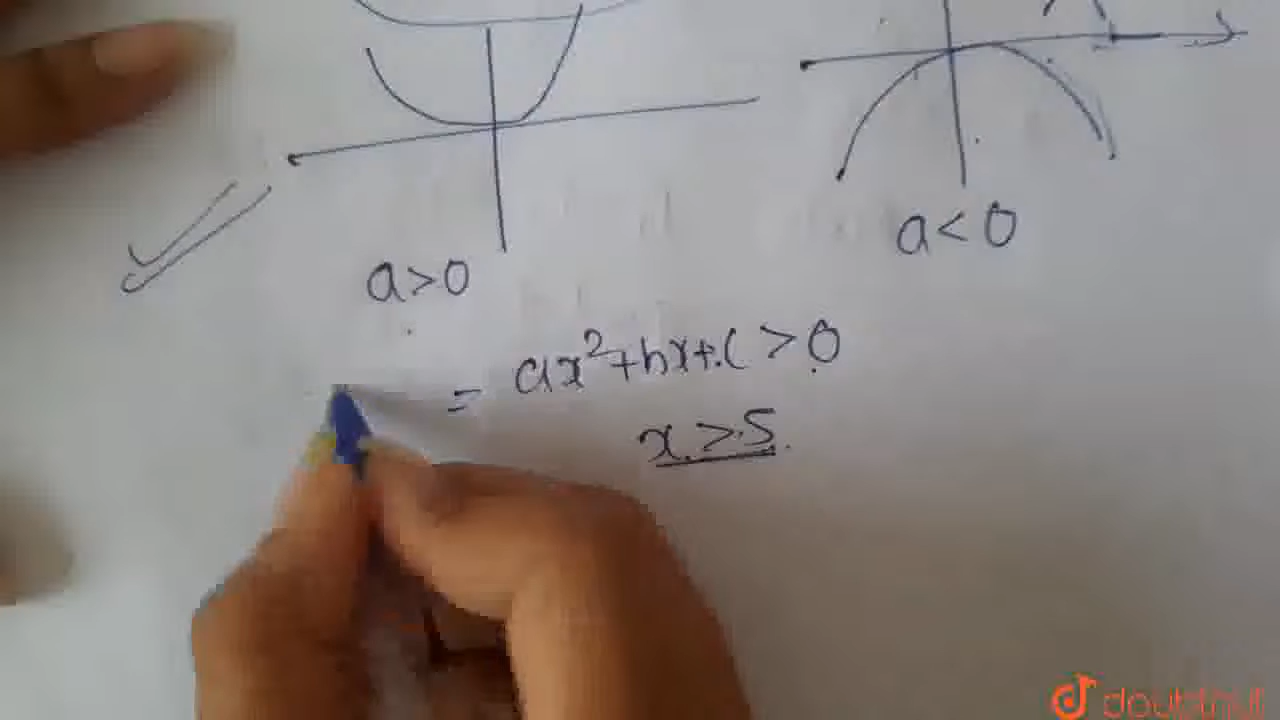 a<0
a>0
= ax²+bx+c>0
x>5
doubtnut